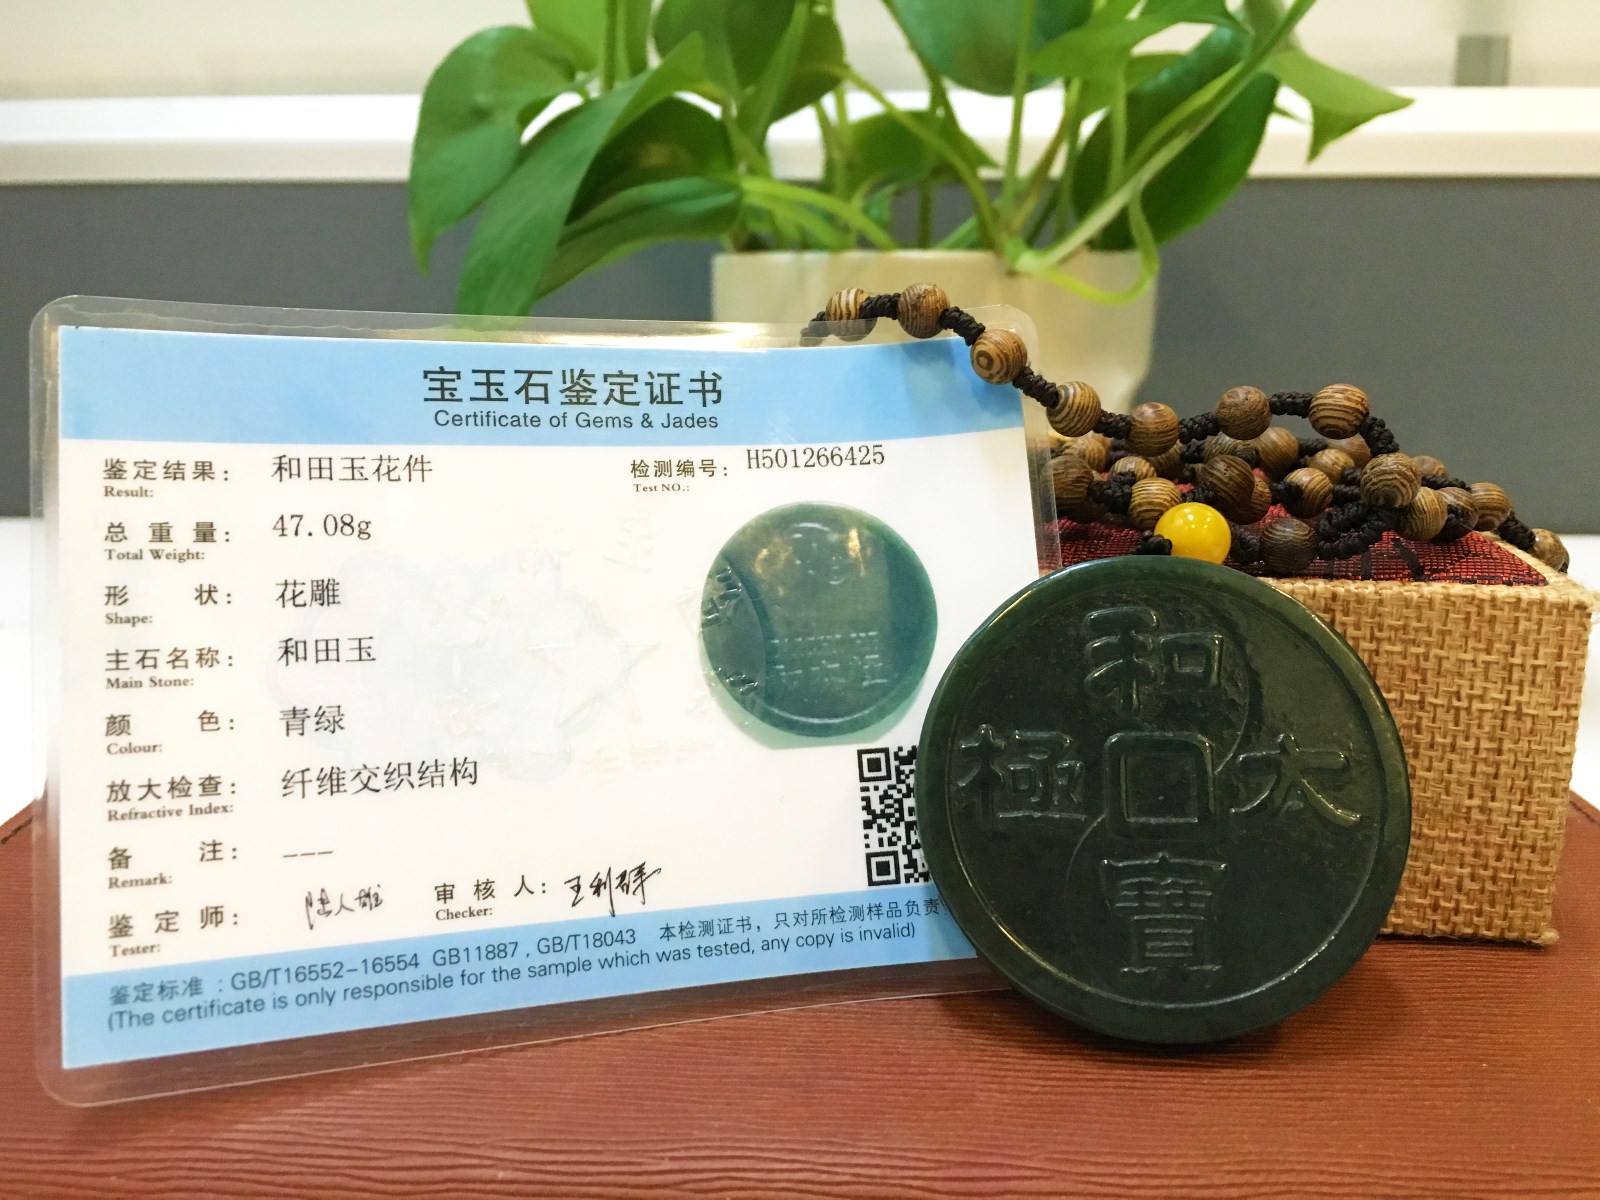 宝玉石鉴定证书
Certificate of Gems & Jades
鉴定结果: 和田玉花件
Result:
检测编号: H501266425
Test NO.:
总重量: 47.08g
Total Weight:
形状: 花雕
Shape:
主石名称: 和田玉
Main Stone:
颜色: 青绿
Colour:
放大检查: 纤维交织结构
Refractive Index:
备注: ---
Remark:
鉴定师:
Tester:
审核人: 王利群
Checker:
鉴定标准 : GB/T16552-16554 GB11887 , GB/T18043 本检测证书，只对所检测样品负责
(The certificate is only responsible for the sample which was tested, any copy is invalid)
和
極 太
寶